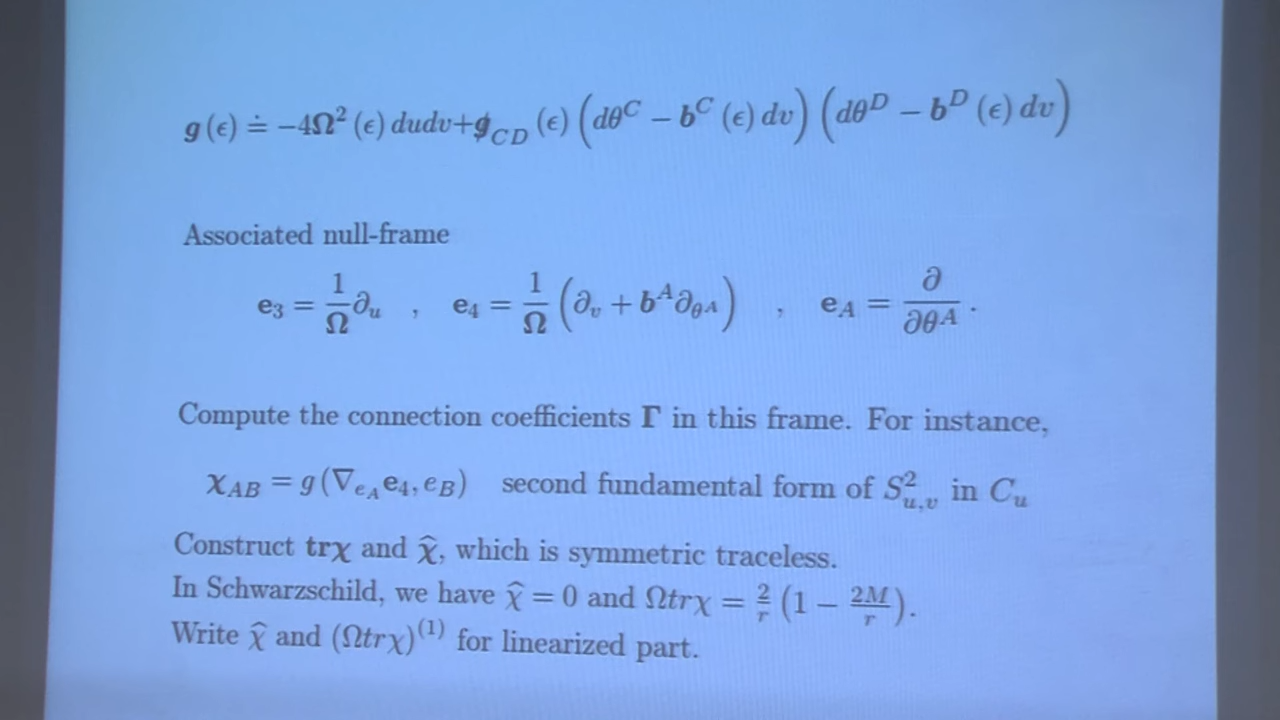 g(ϵ) ≐ −4Ω² (ϵ) dudv+g̸_CD (ϵ) (dθ^C − b^C (ϵ) dv) (dθ^D − b^D (ϵ) dv)
Associated null-frame
e₃ = 1/Ω ∂_u , e₄ = 1/Ω (∂_v + b^A∂_θ^A) , e_A = ∂/∂θ^A .
Compute the connection coefficients Γ in this frame. For instance,
χ_AB = g(∇_e_A e₄, e_B) second fundamental form of S²_u,v in C_u
Construct trχ and χ̂, which is symmetric traceless.
In Schwarzschild, we have χ̂ = 0 and Ωtrχ = 2/r (1 − 2M/r).
Write χ̂ and (Ωtrχ)^(1) for linearized part.